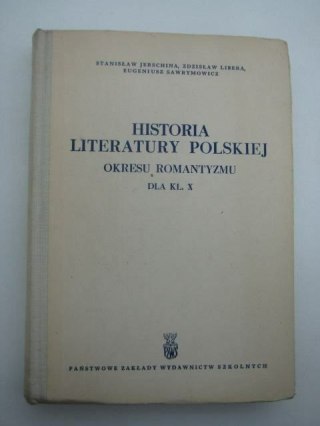 STANISŁAW JERSCHINA, ZDZISŁAW LIBERA,
EUGENIUSZ SAWRYMOWICZ
HISTORIA
LITERATURY POLSKIEJ
OKRESU ROMANTYZMU
DLA KL. X
PAŃSTWOWE ZAKŁADY WYDAWNICTW SZKOLNYCH